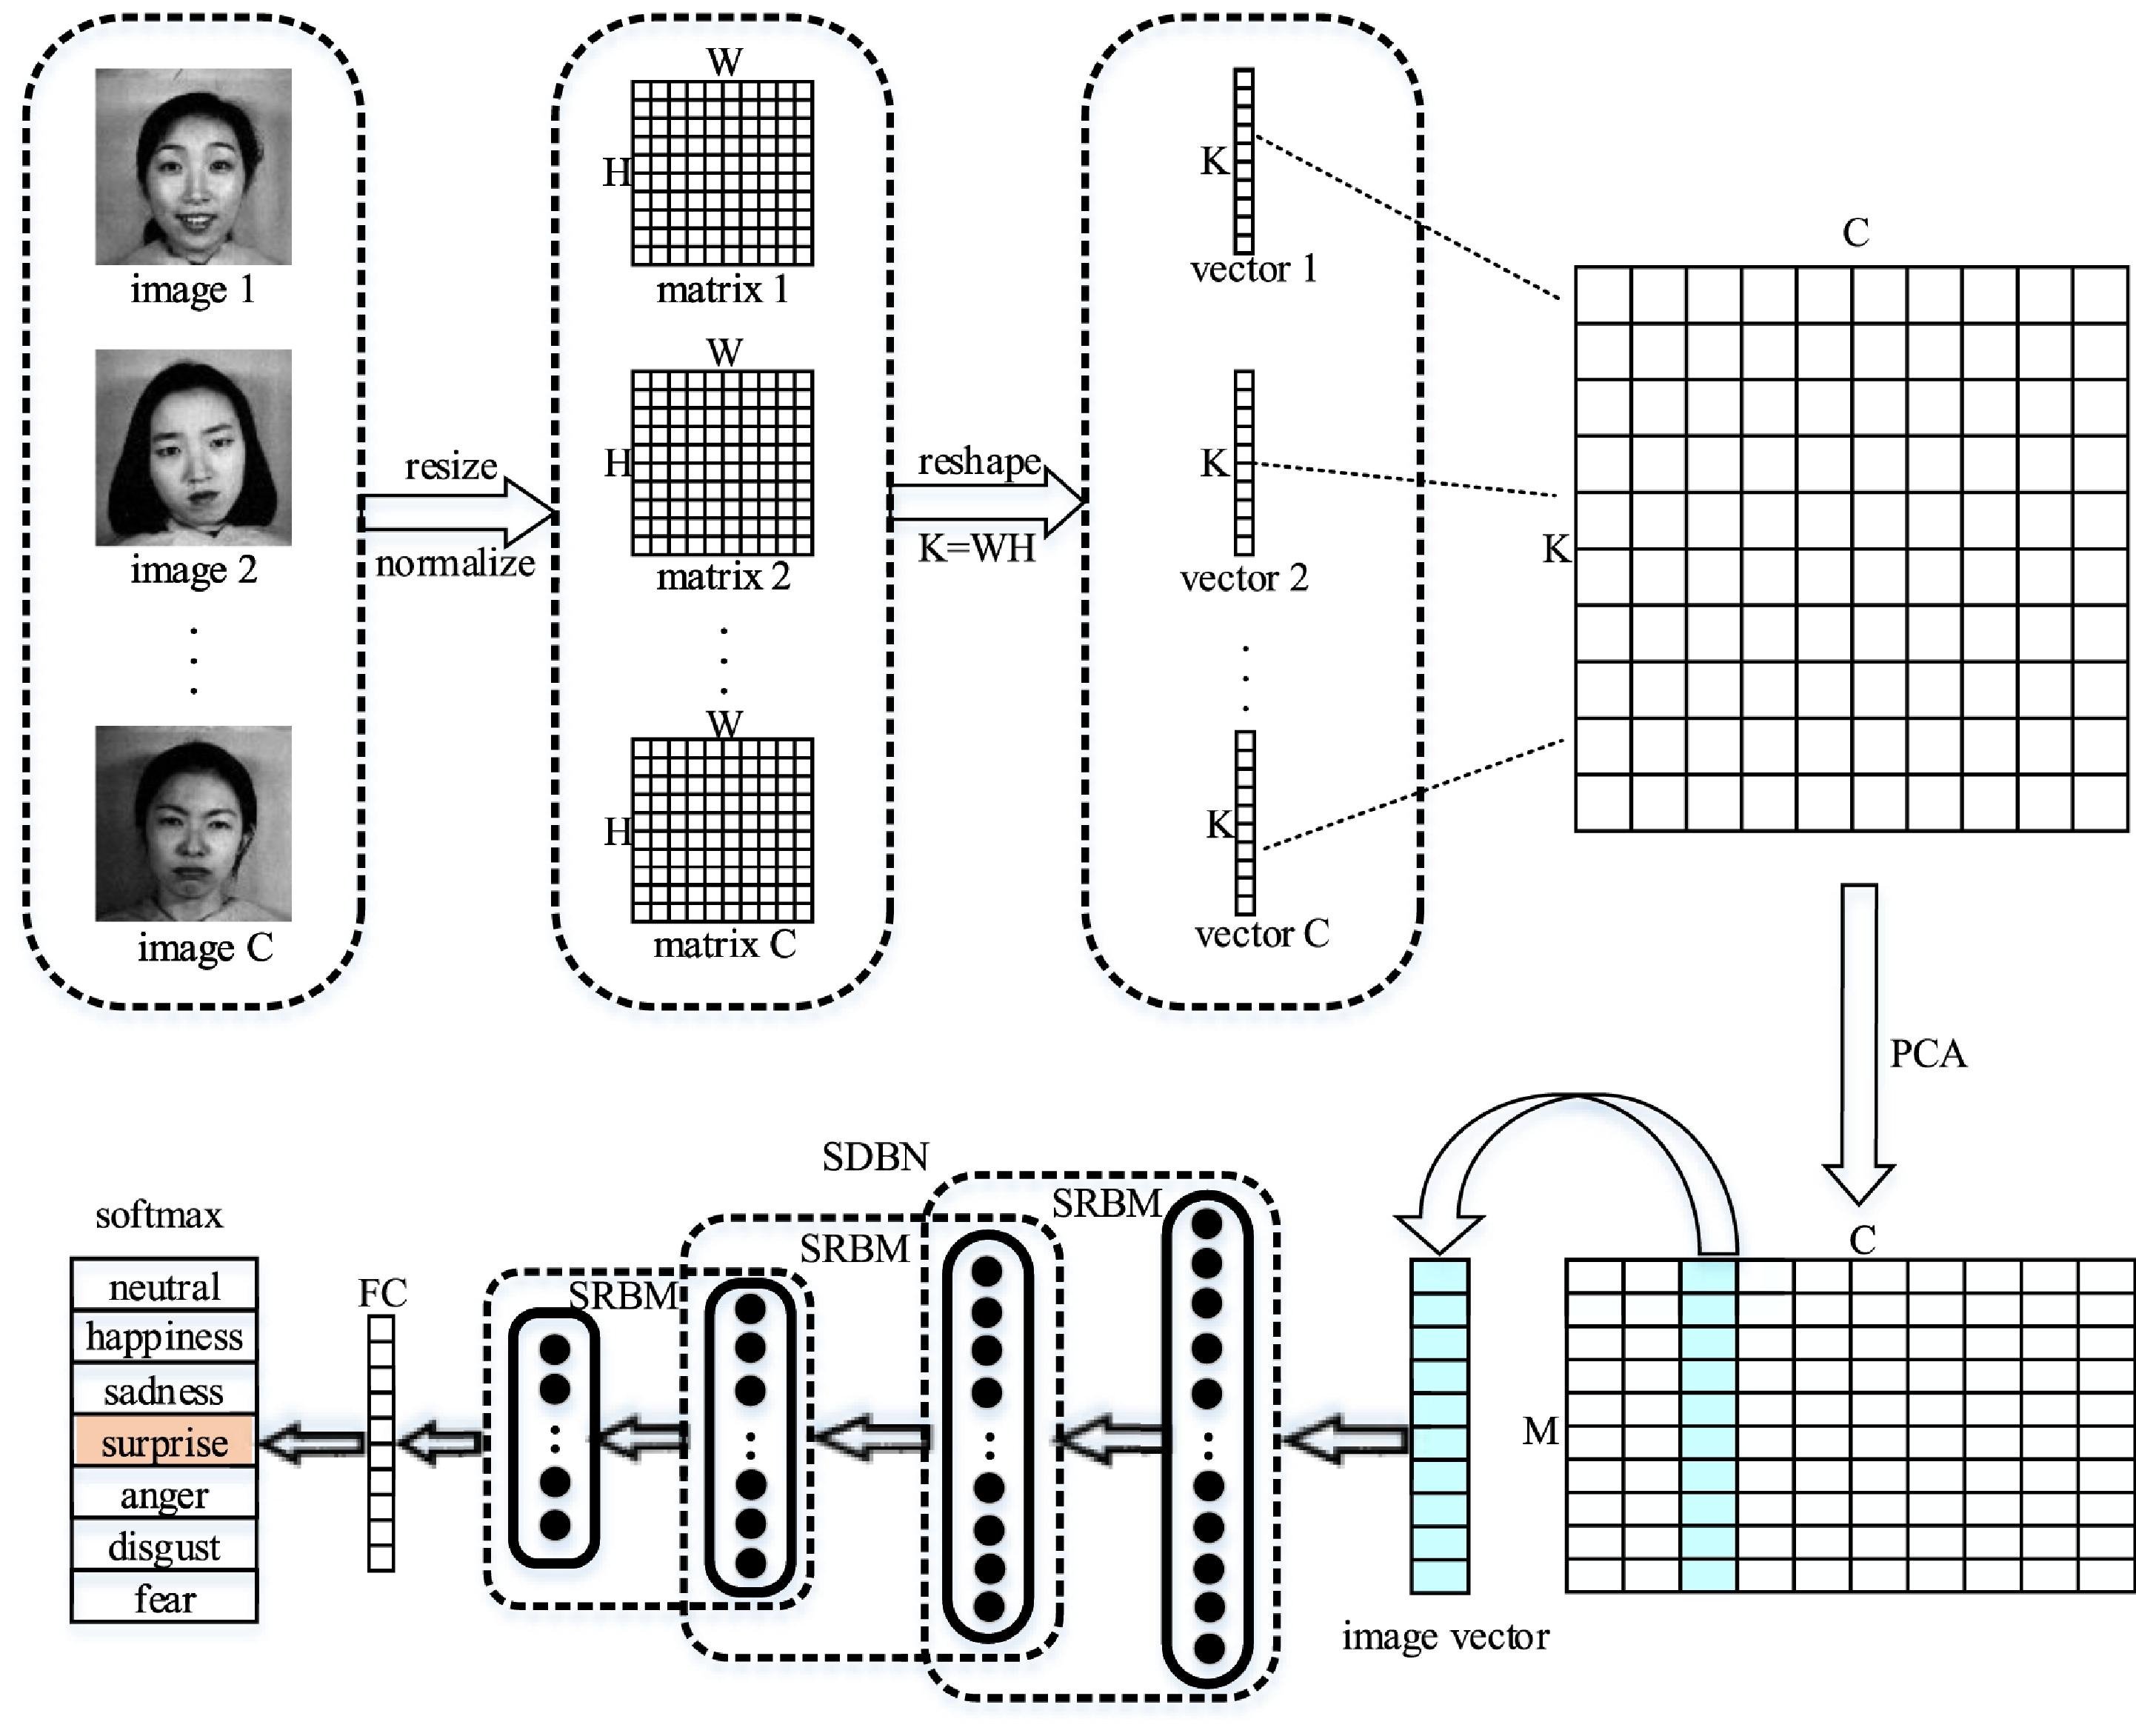 W
H
matrix 1
image 1
K
vector 1
C
W
H
matrix 2
image 2
resize
normalize
reshape
K=WH
K
vector 2
K
W
H
matrix C
image C
K
vector C
PCA
SDBN
SRBM
SRBM
SRBM
FC
softmax
neutral
happiness
sadness
surprise
anger
disgust
fear
C
M
image vector